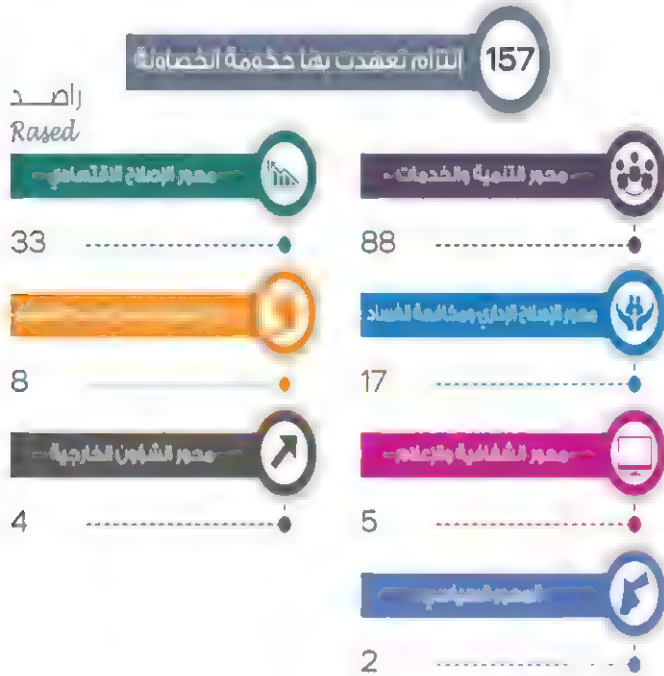 157
إلتزام تعهدت بها حكومة الخصاونة
راصد
Rased
محور التنمية والخدمات
88
محور الإصلاح الاقتصادي
33
محور الإصلاح الإداري ومكافحة الفساد
17
8
محور الشفافية والإعلام
5
محور الشؤون الخارجية
4
المحور السياسي
2